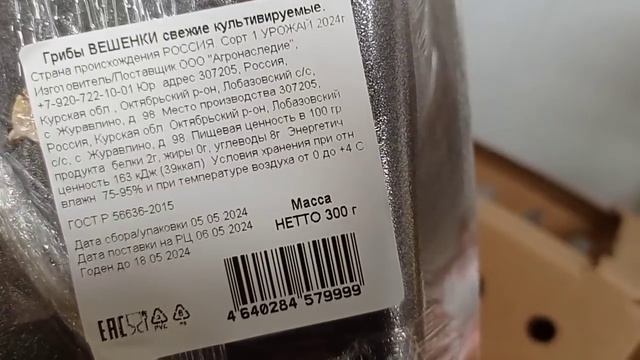 Грибы ВЕШЕНКИ свежие культивируемые.
Страна происхождения РОССИЯ Сорт 1 УРОЖАЙ 2024г
Изготовитель/Поставщик ООО "Агронаследие",
+7-920-722-10-01 Юр адрес 307205, Россия,
Курская обл , Октябрьский р-он, Лобазовский с/с,
с Журавлино, д 98 Место производства 307205,
Россия, Курская обл Октябрьский р-он, Лобазовский
с/с, с Журавлино, д 98 Пищевая ценность в 100 гр
продукта белки 2г, жиры 0г, углеводы 8г Энергетич
ценность 163 кДж (39ккал) Условия хранения при отн
влажн 75-95% и при температуре воздуха от 0 до +4 С
ГОСТ Р 56636-2015
Дата сбора/упаковки 05 05 2024
Дата поставки на РЦ 06 05 2024
Годен до 18 05 2024
Масса
НЕТТО 300 г
4 640284 579999
EAC
PVC